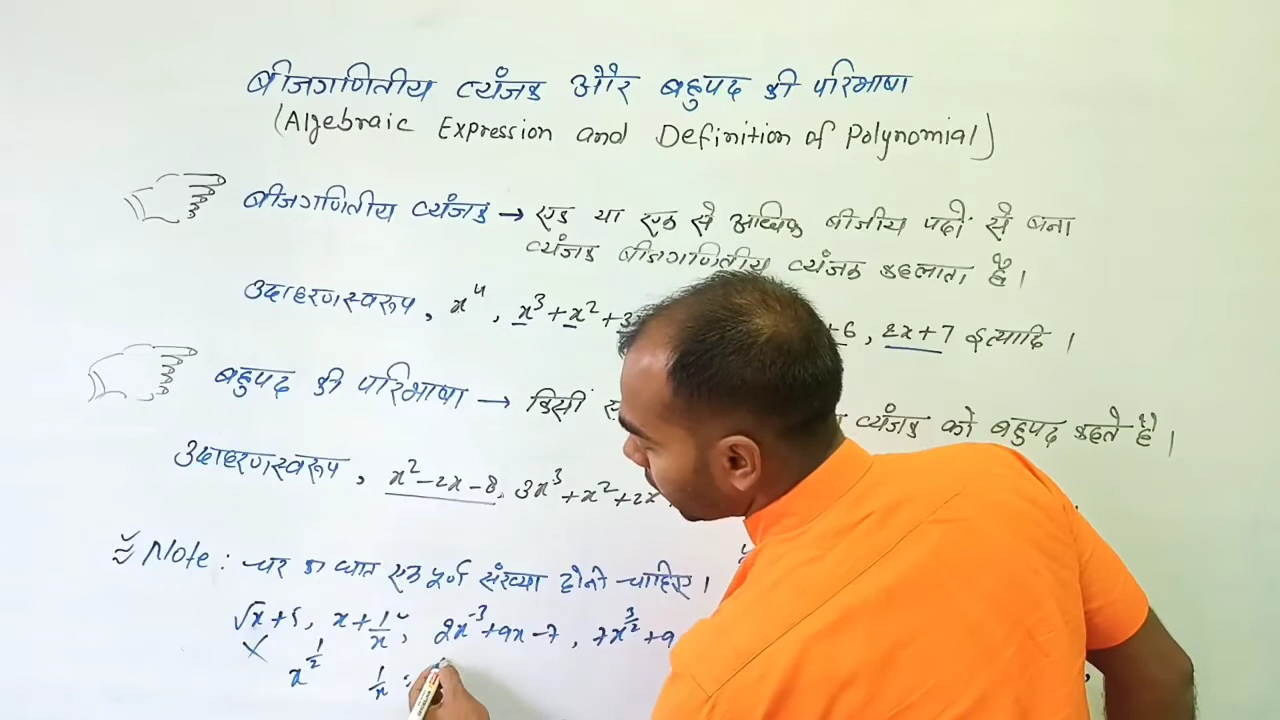 बीजगणितीय व्यंजक और बहुपद की परिभाषा
(Algebraic Expression and Definition of Polynomial)
बीजगणितीय व्यंजक → एक या एक से अधिक बीजीय पदों से बना
व्यंजक बीजगणितीय व्यंजक कहलाता है।
उदाहरणस्वरूप, x⁴, x³+x²+3 +6, 2x+7 इत्यादि।
बहुपद की परिभाषा → किसी व्यंजक को बहुपद कहते है।
उदाहरणस्वरूप, x²-2x-8, 3x³+x²+2x
Note: चर का घात एक पूर्ण संख्या होनी चाहिए।
√x+5, x+1/x, 2x⁻³+9x-7, 7x^3/2+9
x^1/2 1/x =